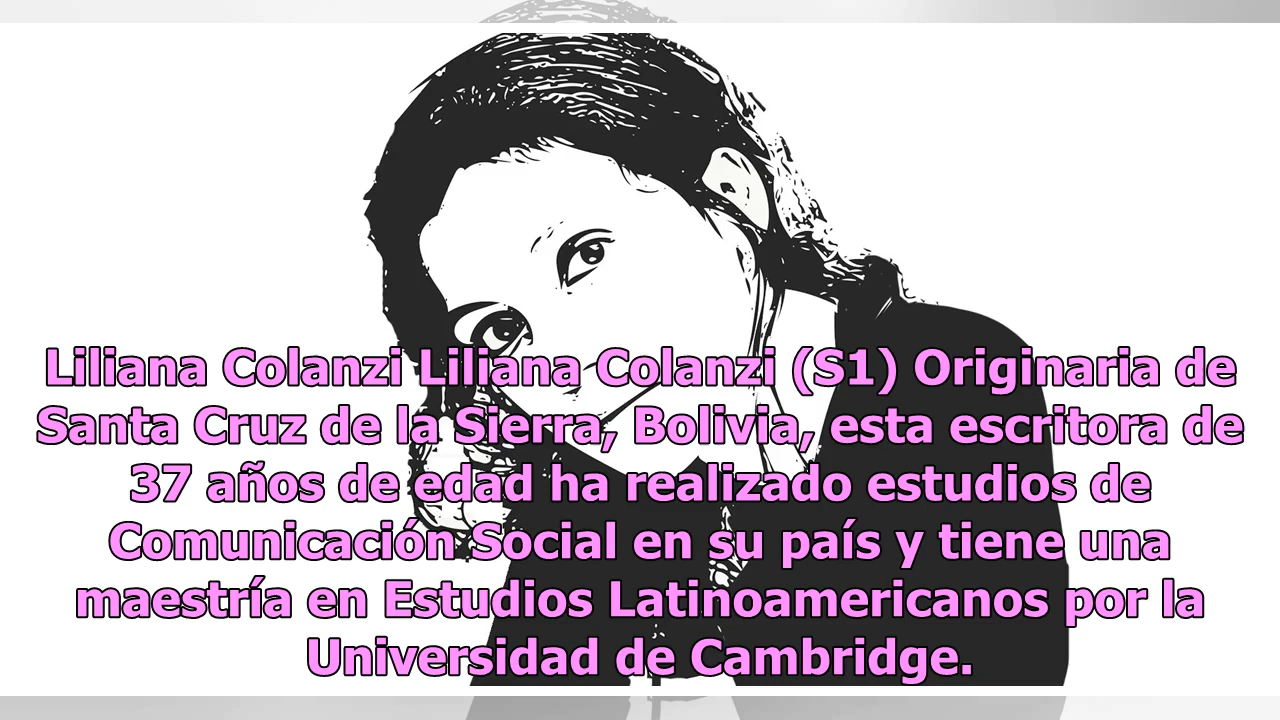 Liliana Colanzi Liliana Colanzi (S1) Originaria de
Santa Cruz de la Sierra, Bolivia, esta escritora de
37 años de edad ha realizado estudios de
Comunicación Social en su país y tiene una
maestría en Estudios Latinoamericanos por la
Universidad de Cambridge.